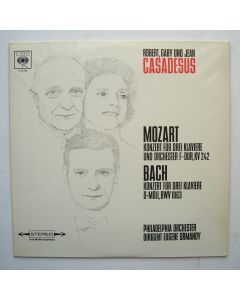 CBS
ROBERT, GABY UND JEAN
CASADESUS
MOZART
KONZERT FÜR DREI KLAVIERE
UND ORCHESTER F-DUR, KV 242
BACH
KONZERT FÜR DREI KLAVIERE
D-MOLL, BWV 1063
PHILADELPHIA ORCHESTER
DIRIGENT EUGENE ORMANDY
STEREO